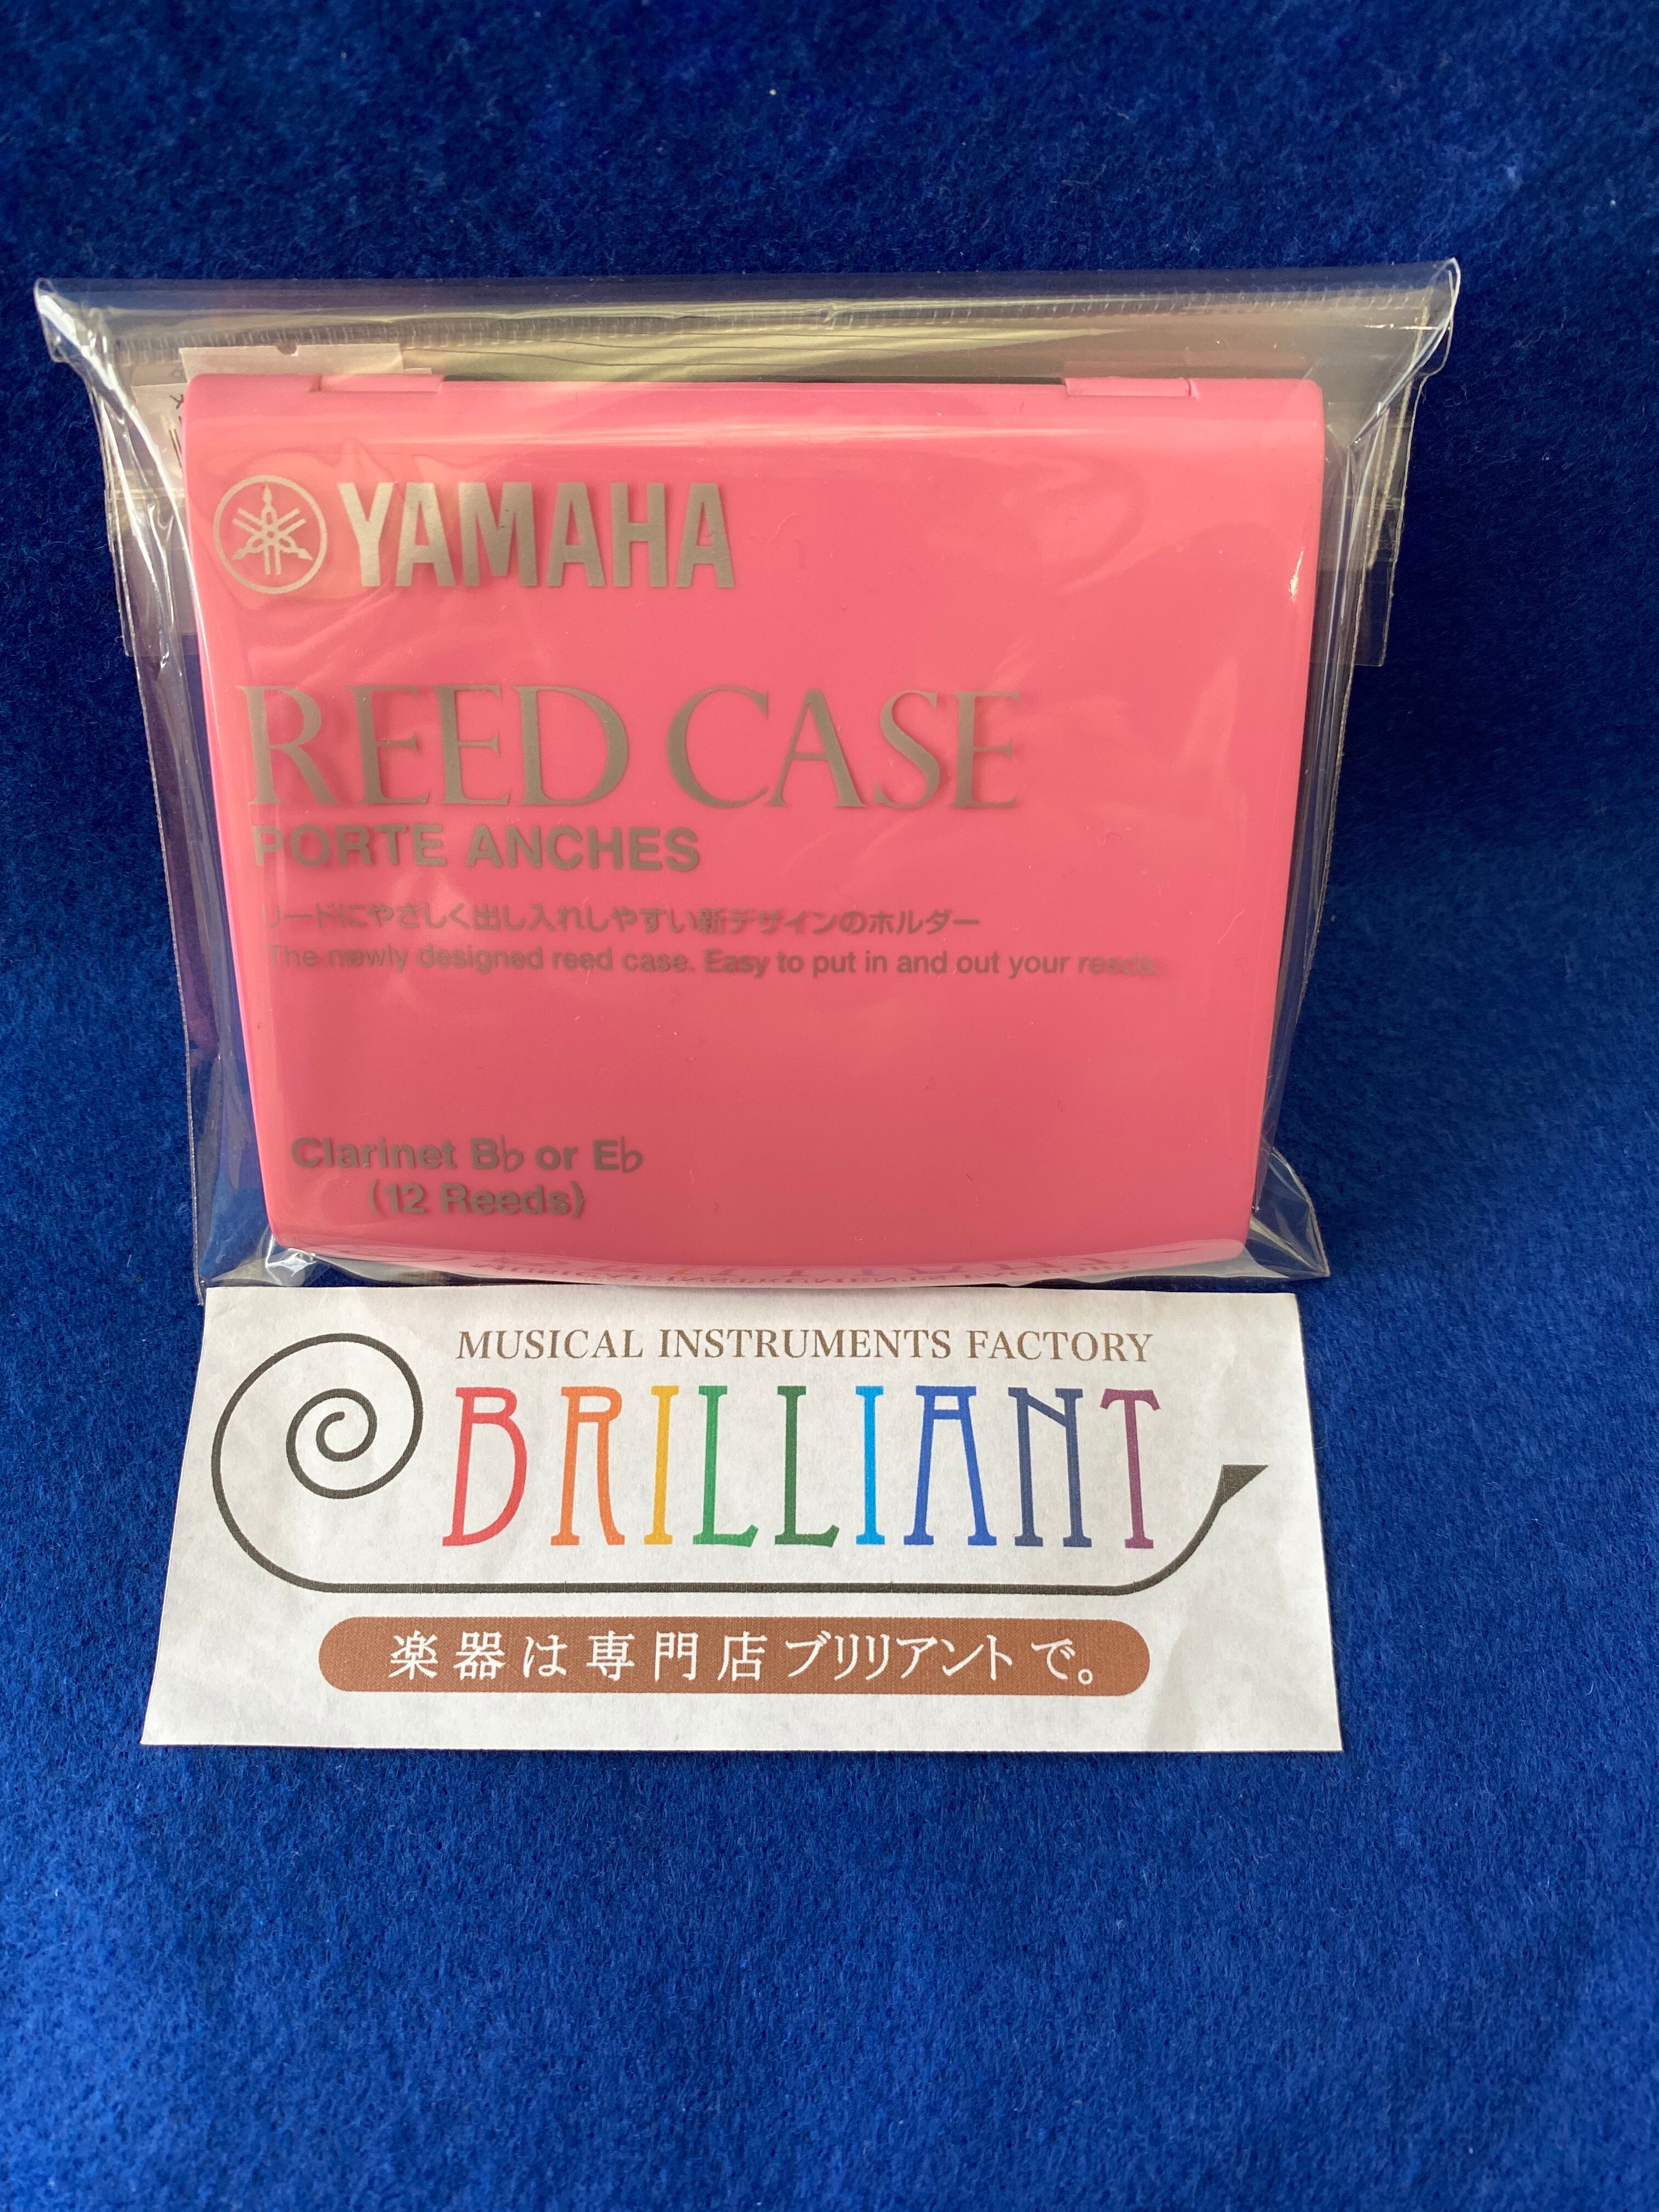 YAMAHA
REED CASE
PORTE ANCHES
リードにやさしく出し入れしやすい新デザインのホルダー
The newly designed reed case. Easy to put in and out your reeds.
Clarinet B♭ or E♭
(12 Reeds)
MUSICAL INSTRUMENTS FACTORY
BRILLIANT
楽器は専門店ブリリアントで。